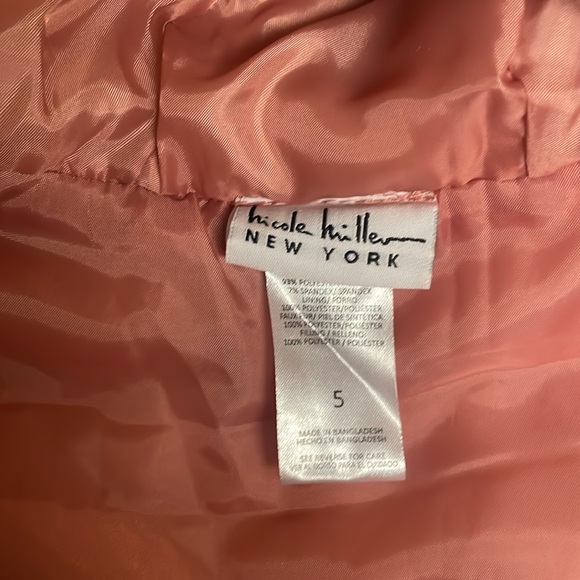 nicole miller
NEW YORK
93% POLYESTER/
7% SPANDEX/ SPANDEX
LINING/ FORRO:
100% POLYESTER/POLIÉSTER
FAUX FUR/ PIEL DE SINTETICA:
100% POLYESTER/POLIÉSTER
FILLING / RELLENO:
100% POLYESTER/ POLIÉSTER
5
MADE IN BANGLADESH
HECHO EN BANGLADESH
SEE REVERSE FOR CARE
VER AL DORSO PARA EL CUIDADO